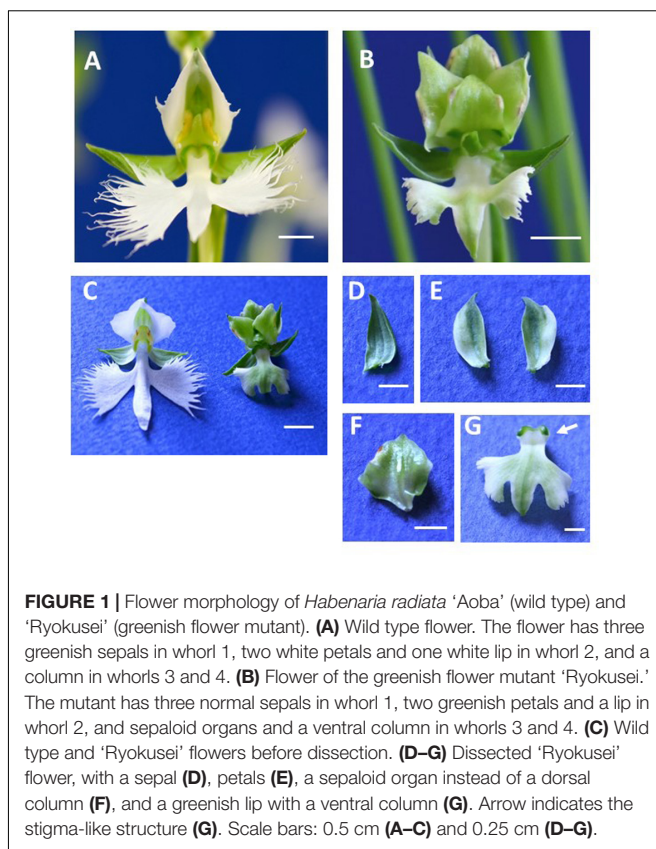 A
B
C
D
E
F
G
FIGURE 1 | Flower morphology of Habenaria radiata ‘Aoba’ (wild type) and
‘Ryokusei’ (greenish flower mutant). (A) Wild type flower. The flower has three
greenish sepals in whorl 1, two white petals and one white lip in whorl 2, and a
column in whorls 3 and 4. (B) Flower of the greenish flower mutant ‘Ryokusei.’
The mutant has three normal sepals in whorl 1, two greenish petals and a lip in
whorl 2, and sepaloid organs and a ventral column in whorls 3 and 4. (C) Wild
type and ‘Ryokusei’ flowers before dissection. (D–G) Dissected ‘Ryokusei’
flower, with a sepal (D), petals (E), a sepaloid organ instead of a dorsal
column (F), and a greenish lip with a ventral column (G). Arrow indicates the
stigma-like structure (G). Scale bars: 0.5 cm (A–C) and 0.25 cm (D–G).